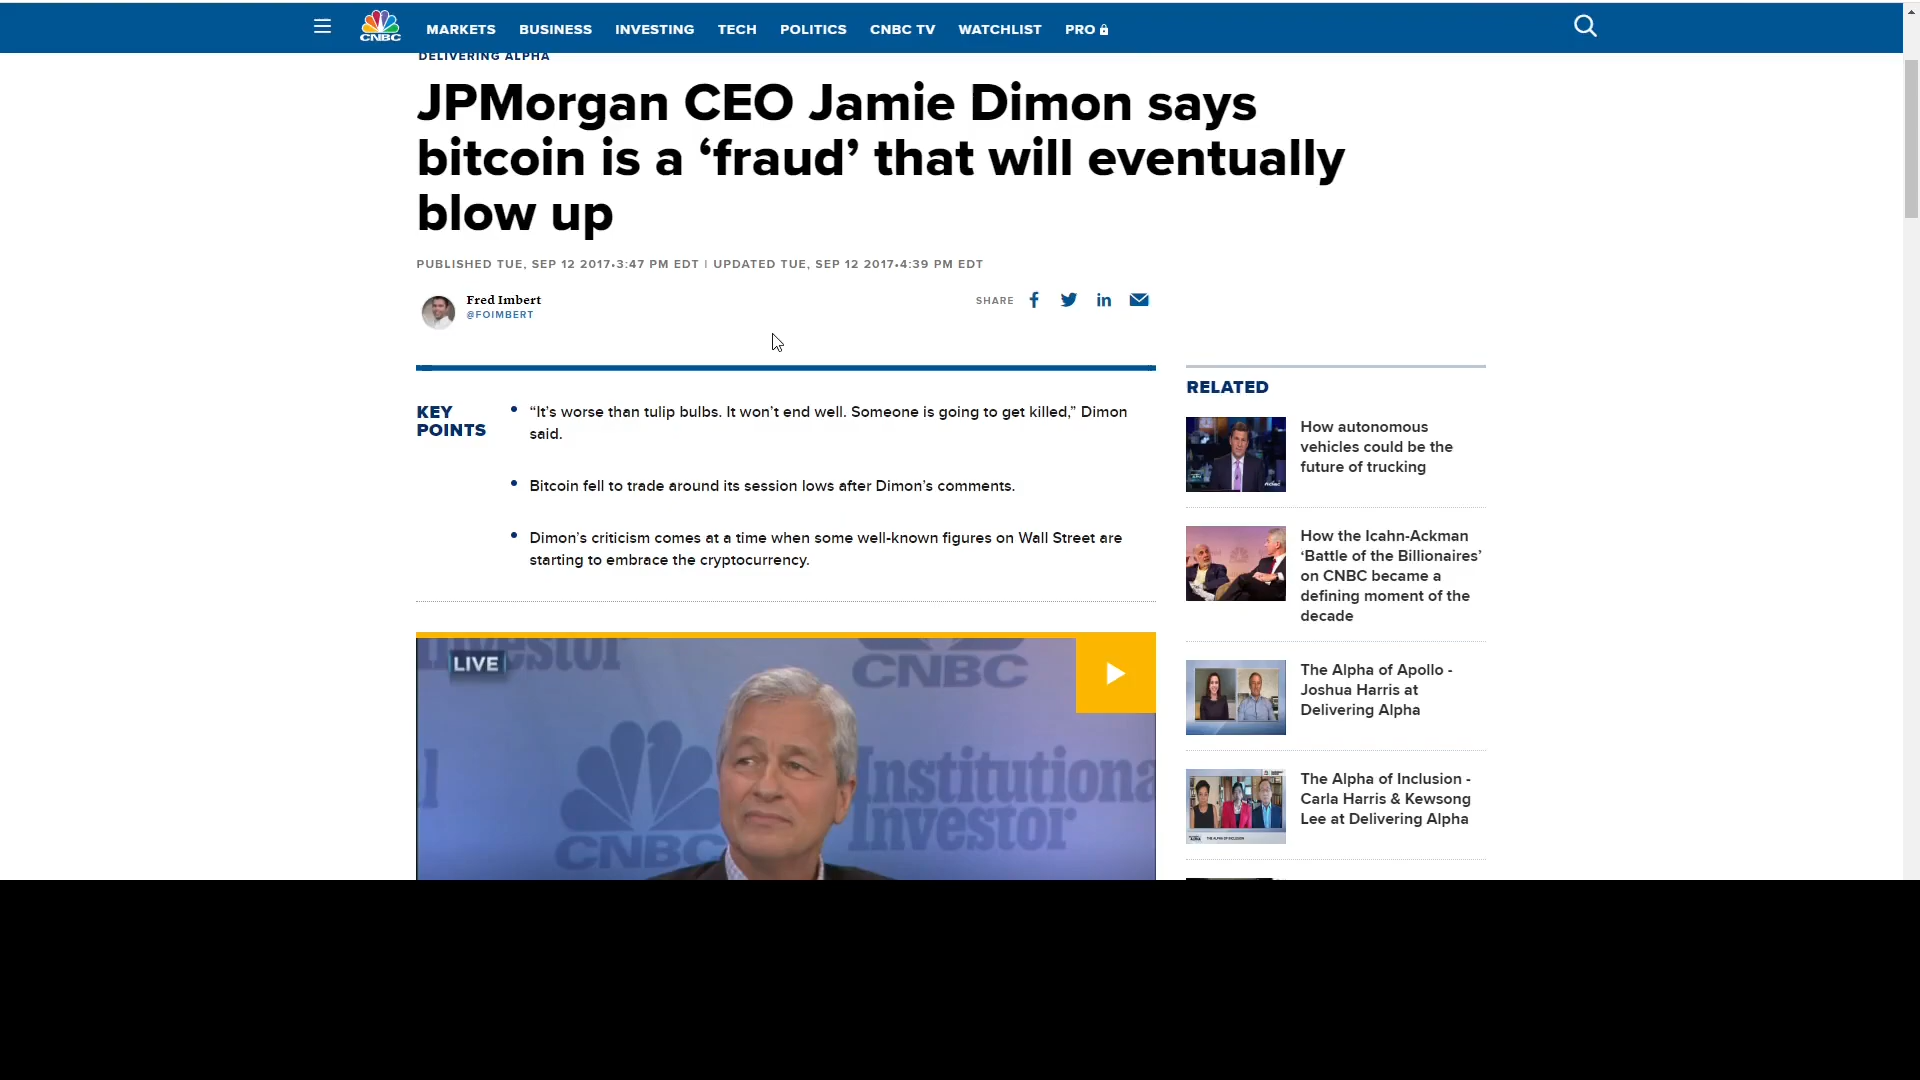 CNBC
MARKETS
BUSINESS
INVESTING
TECH
POLITICS
CNBC TV
WATCHLIST
PRO
DELIVERING ALPHA
JPMorgan CEO Jamie Dimon says
bitcoin is a ‘fraud’ that will eventually
blow up
PUBLISHED TUE, SEP 12 2017•3:47 PM EDT | UPDATED TUE, SEP 12 2017•4:39 PM EDT
Fred Imbert
@FOIMBERT
SHARE
KEY
POINTS
“It’s worse than tulip bulbs. It won’t end well. Someone is going to get killed,” Dimon
said.
Bitcoin fell to trade around its session lows after Dimon’s comments.
Dimon’s criticism comes at a time when some well-known figures on Wall Street are
starting to embrace the cryptocurrency.
LIVE
Investor
CNBC
Institutional
Investor
CNBC
RELATED
How autonomous
vehicles could be the
future of trucking
How the Icahn-Ackman
‘Battle of the Billionaires’
on CNBC became a
defining moment of the
decade
The Alpha of Apollo -
Joshua Harris at
Delivering Alpha
The Alpha of Inclusion -
Carla Harris & Kewsong
Lee at Delivering Alpha